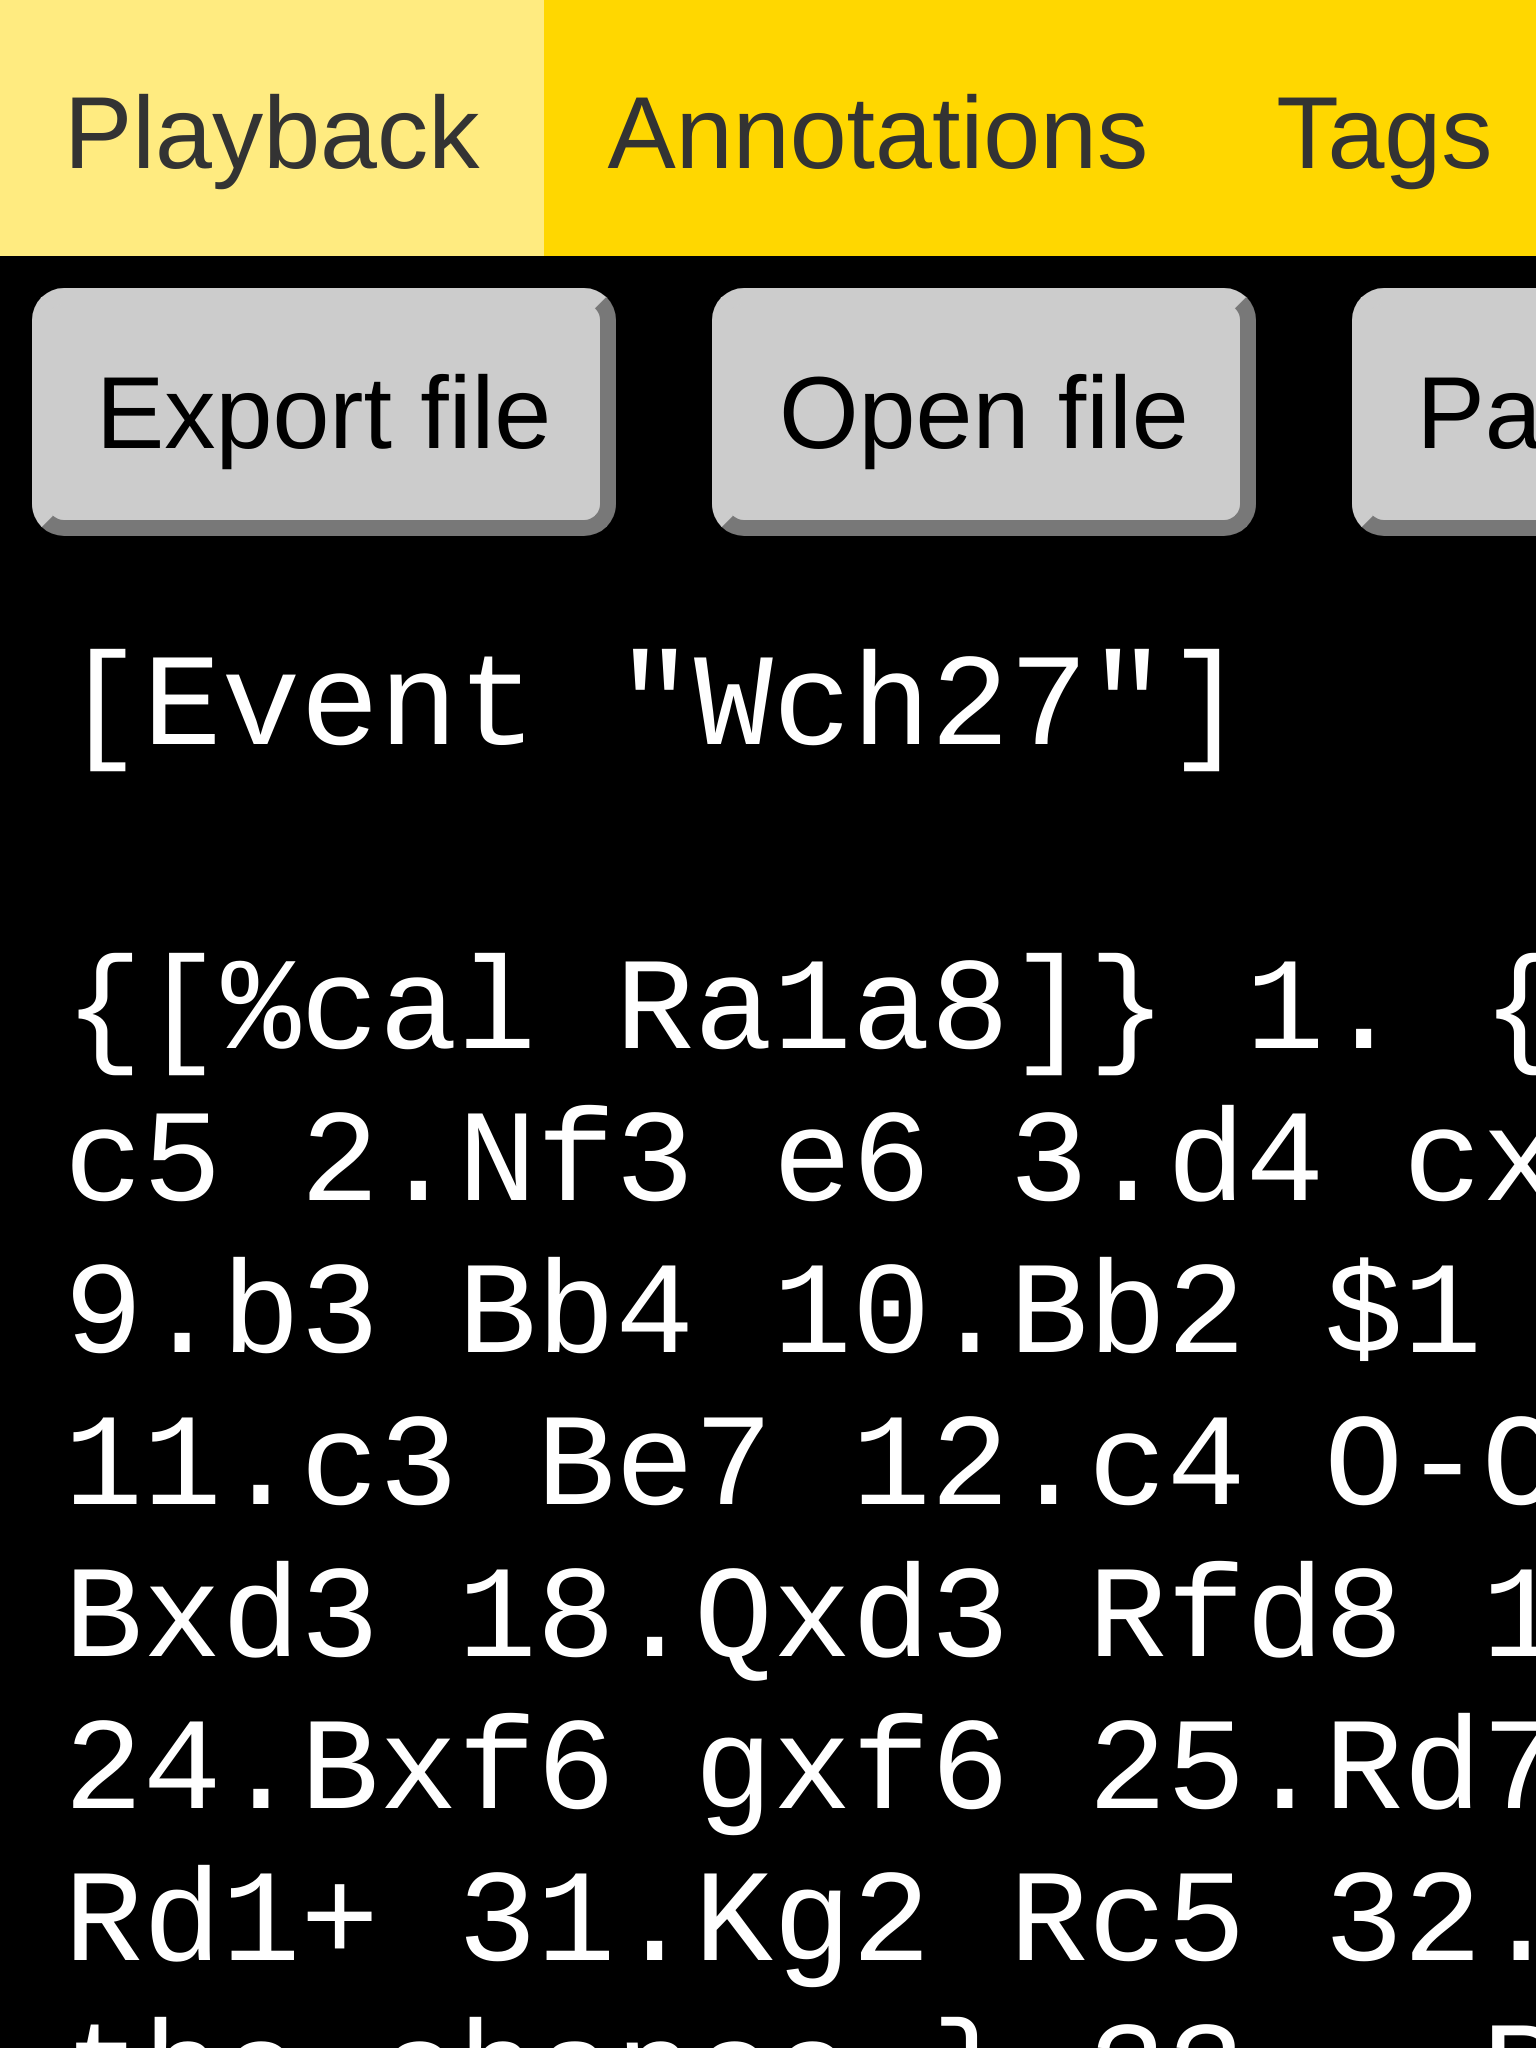 Playback Annotations Tags
Export file Open file Pa
[Event "Wch27"]
{[%cal Ra1a8]} 1. {
c5 2.Nf3 e6 3.d4 cx
9.b3 Bb4 10.Bb2 $1
11.c3 Be7 12.c4 O-O
Bxd3 18.Qxd3 Rfd8 1
24.Bxf6 gxf6 25.Rd7
Rd1+ 31.Kg2 Rc5 32.